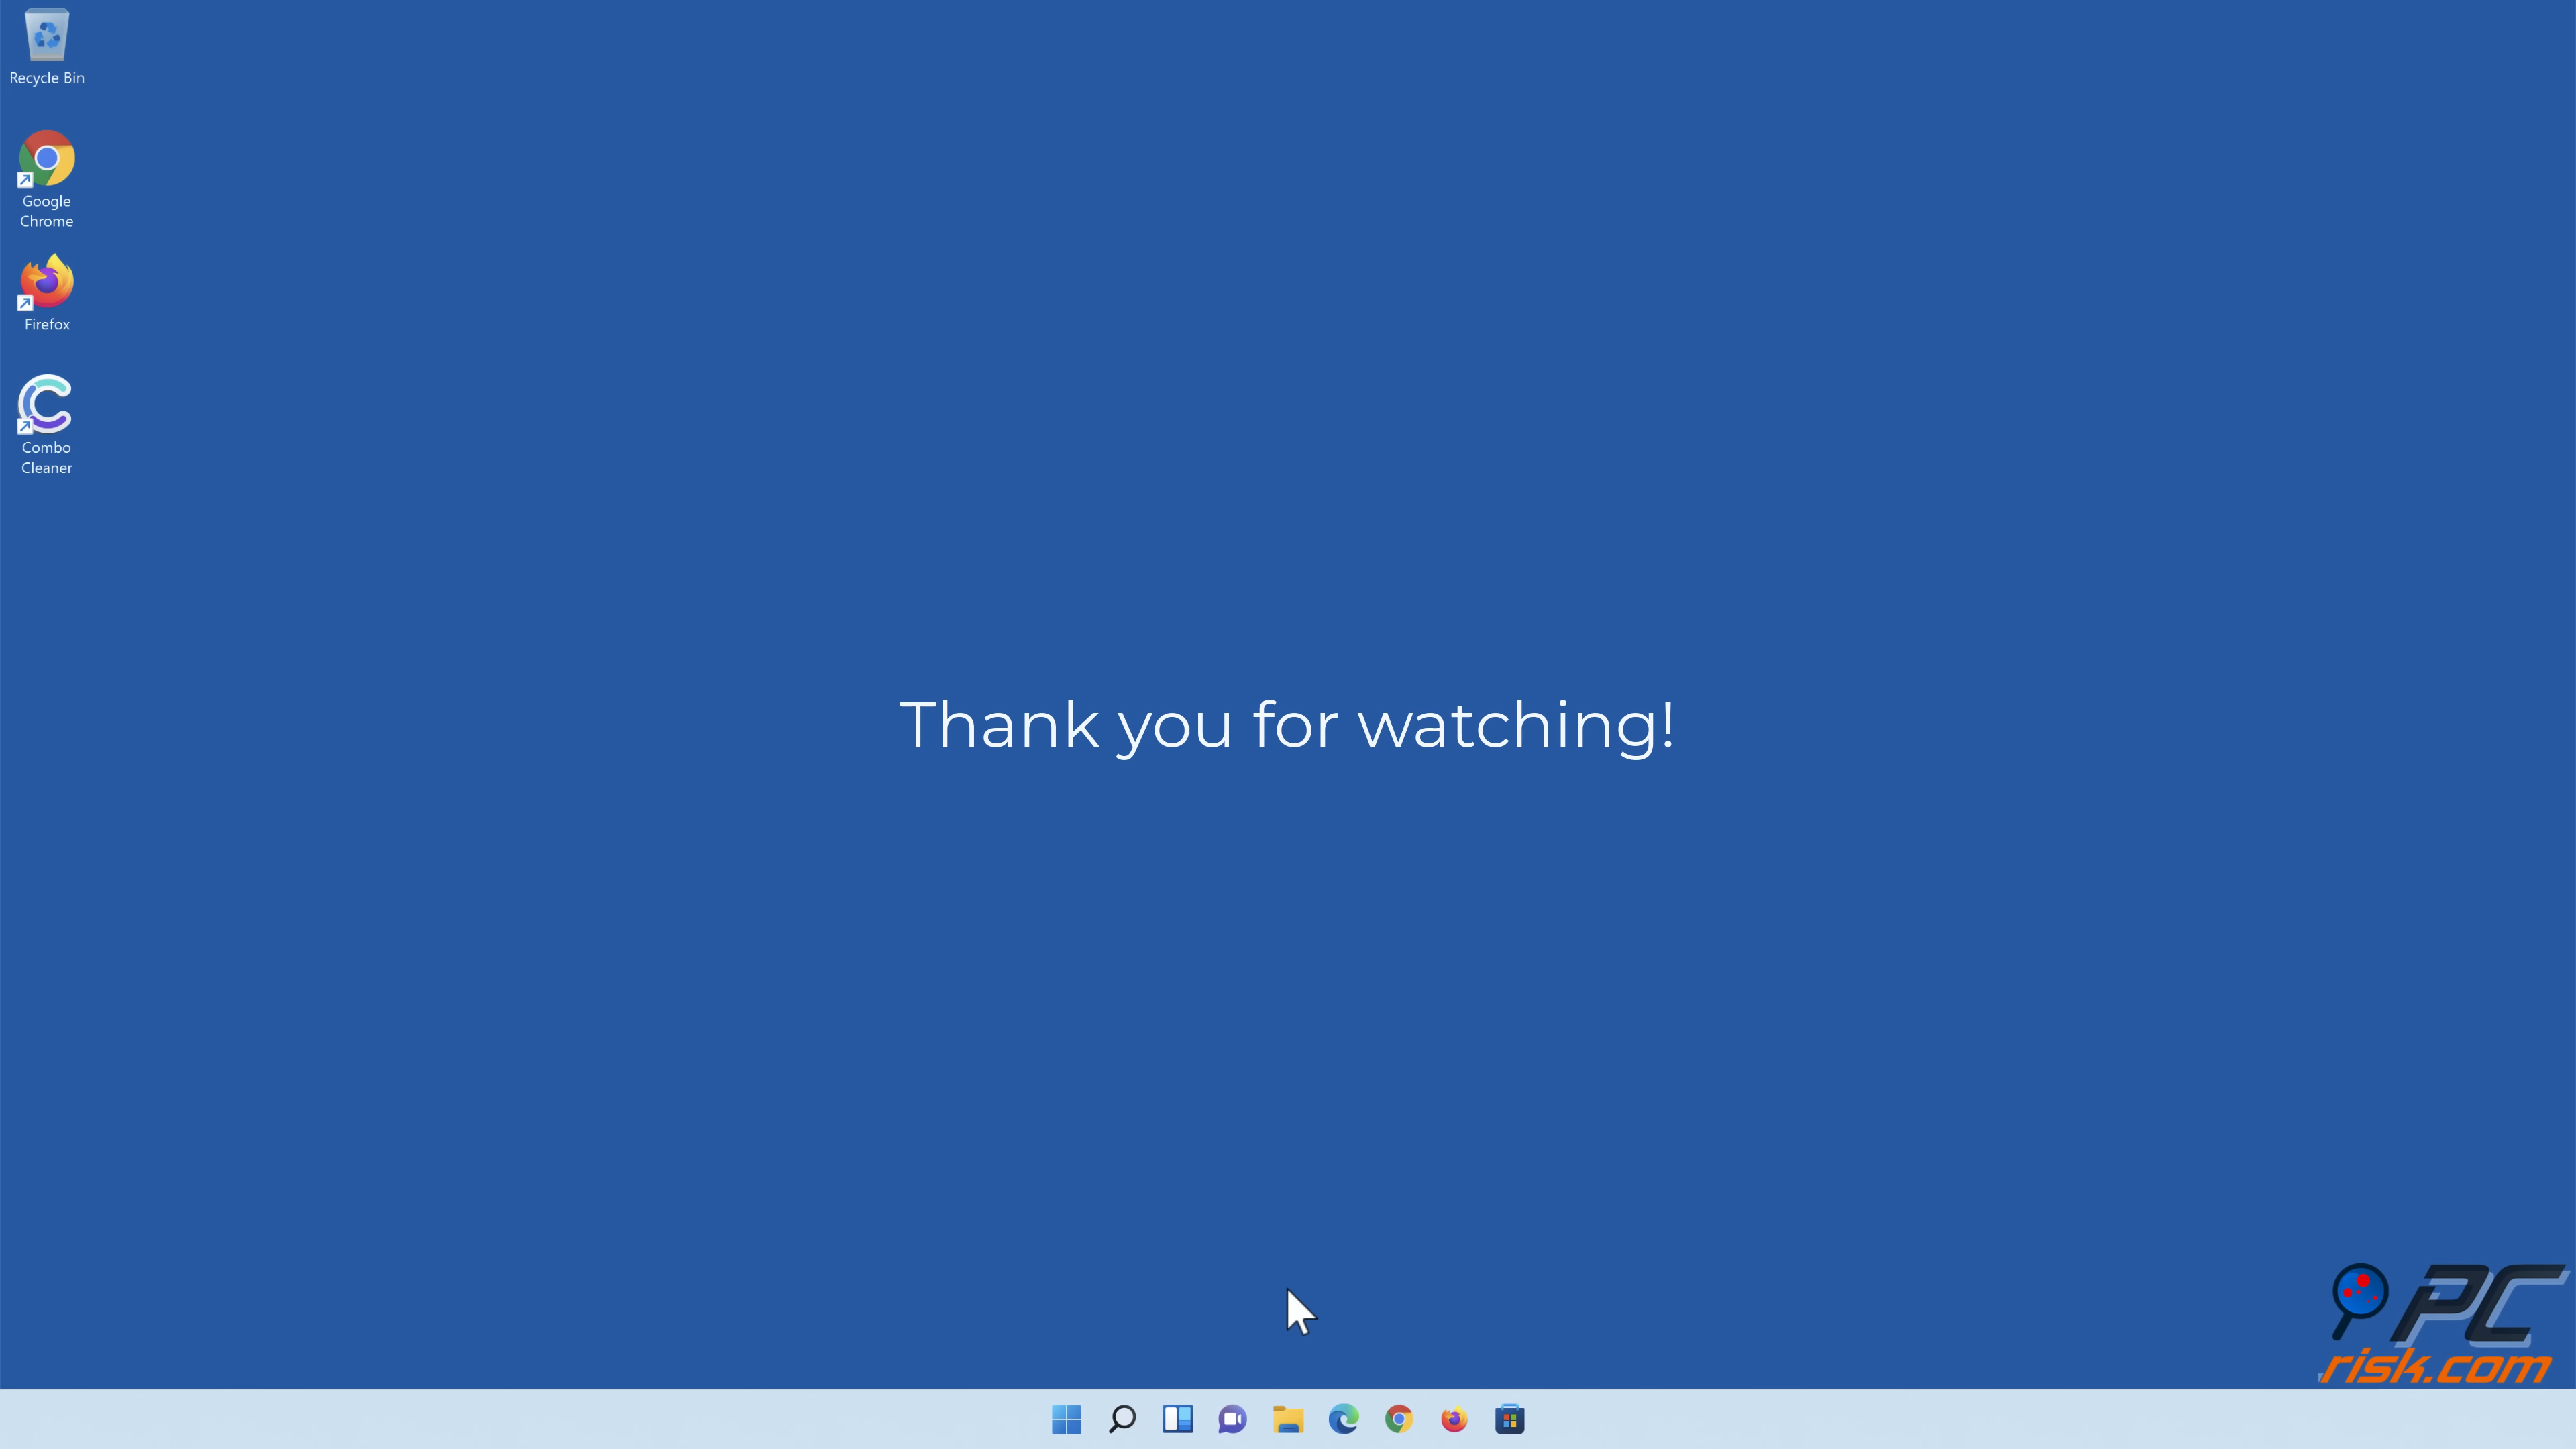 Recycle Bin
Google
Chrome
Firefox
Combo
Cleaner
Thank you for watching!
PC
risk.com